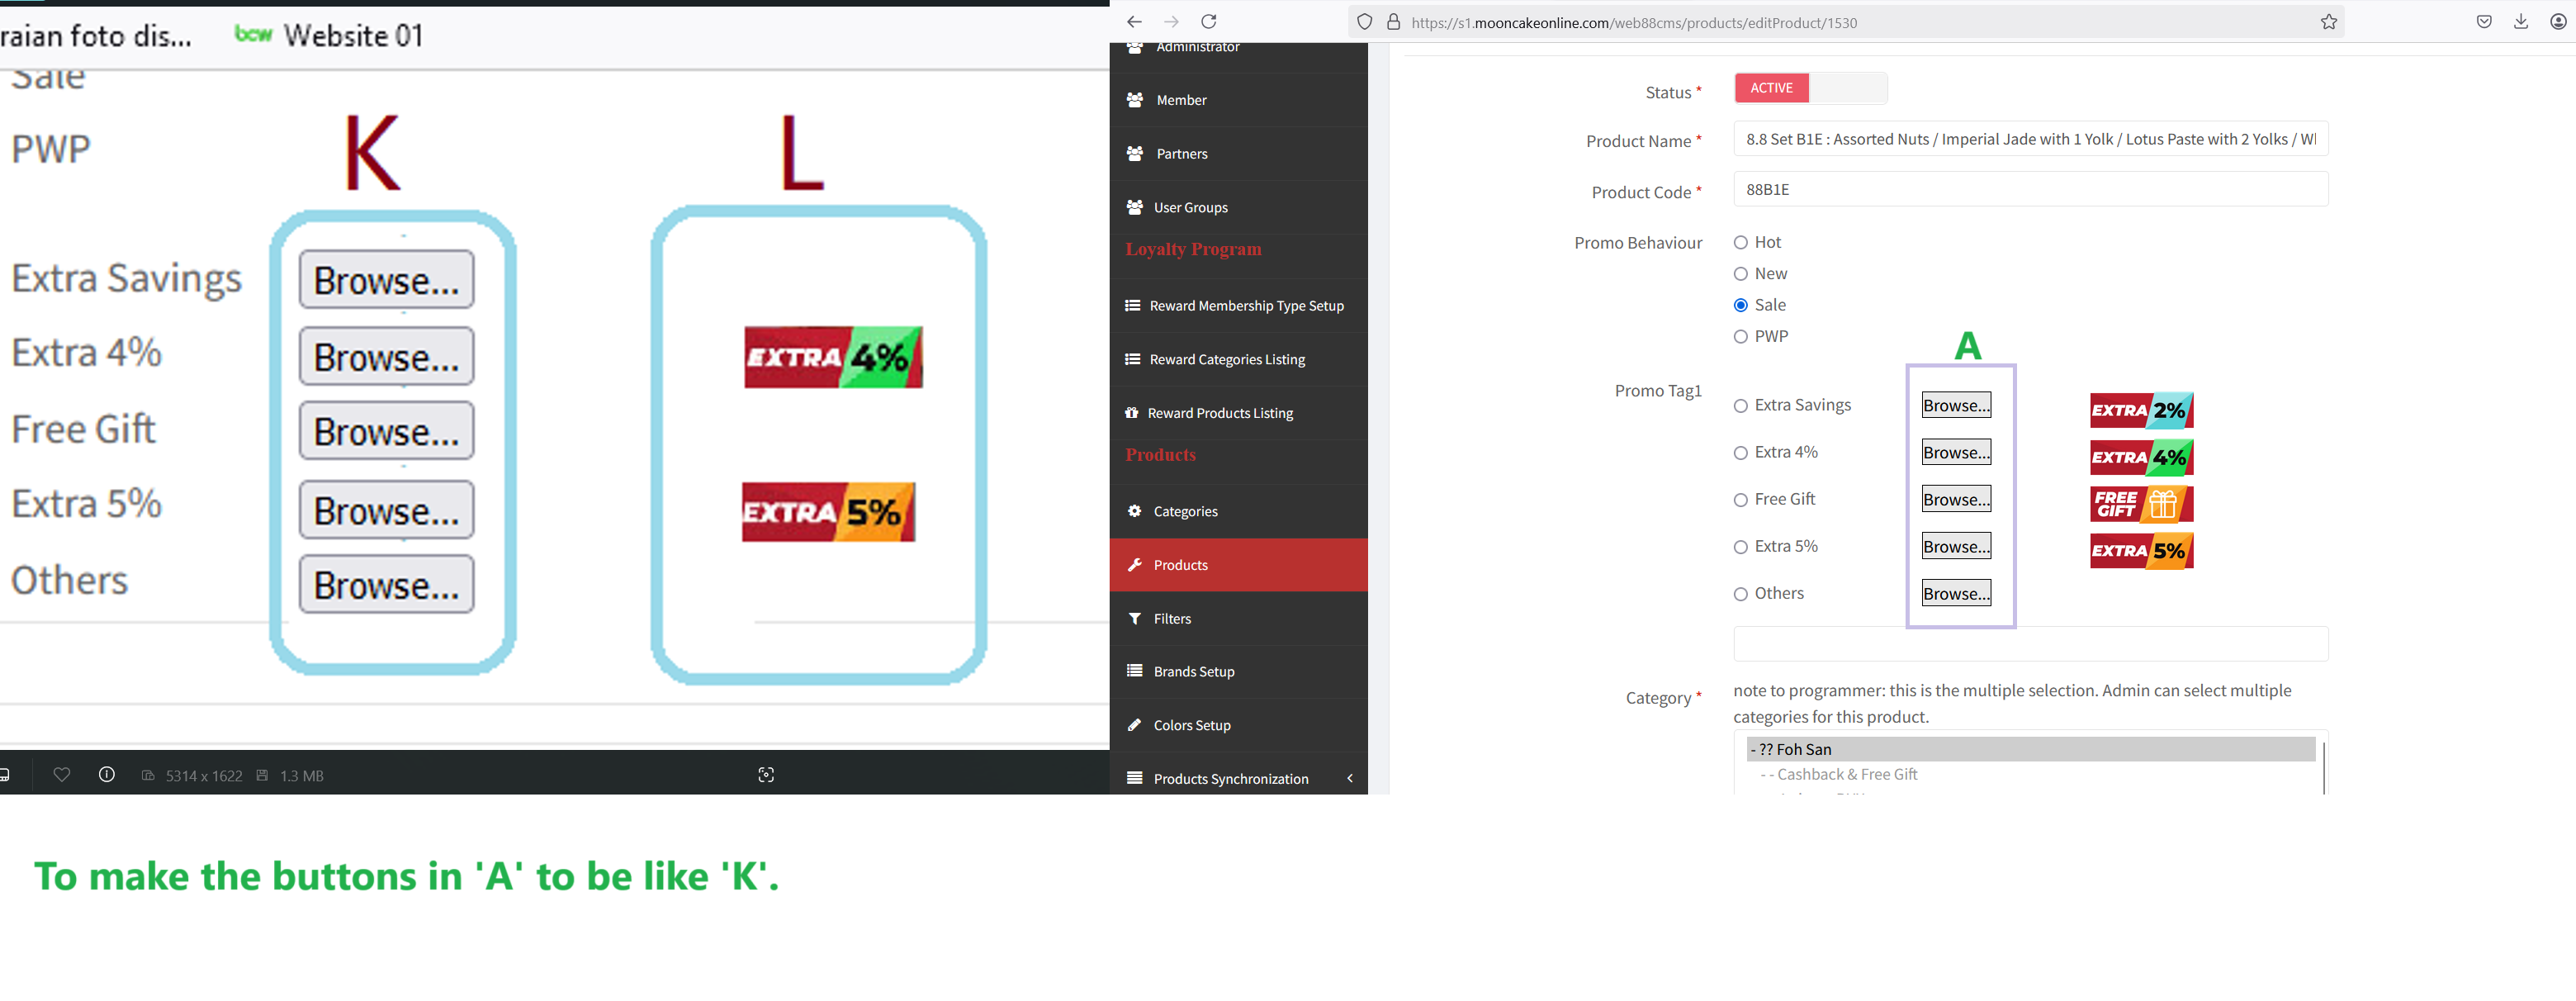 raian foto dis...
bcw Website 01
Sale
PWP
K
L
Extra Savings
Browse...
Extra 4%
Browse...
EXTRA 4%
Free Gift
Browse...
Extra 5%
Browse...
EXTRA 5%
Others
Browse...
5314 x 1622
1.3 MB
https://s1.mooncakeonline.com/web88cms/products/editProduct/1530
Administrator
Member
Partners
User Groups
Loyalty Program
Reward Membership Type Setup
Reward Categories Listing
Reward Products Listing
Products
Categories
Products
Filters
Brands Setup
Colors Setup
Products Synchronization
Status *
ACTIVE
Product Name *
8.8 Set B1E : Assorted Nuts / Imperial Jade with 1 Yolk / Lotus Paste with 2 Yolks / W
Product Code *
88B1E
Promo Behaviour
Hot
New
Sale
PWP
A
Promo Tag1
Extra Savings
Browse...
EXTRA 2%
Extra 4%
Browse...
EXTRA 4%
Free Gift
Browse...
FREE
GIFT
Extra 5%
Browse...
EXTRA 5%
Others
Browse...
Category *
note to programmer: this is the multiple selection. Admin can select multiple
categories for this product.
- ?? Foh San
- - Cashback & Free Gift
To make the buttons in 'A' to be like 'K'.